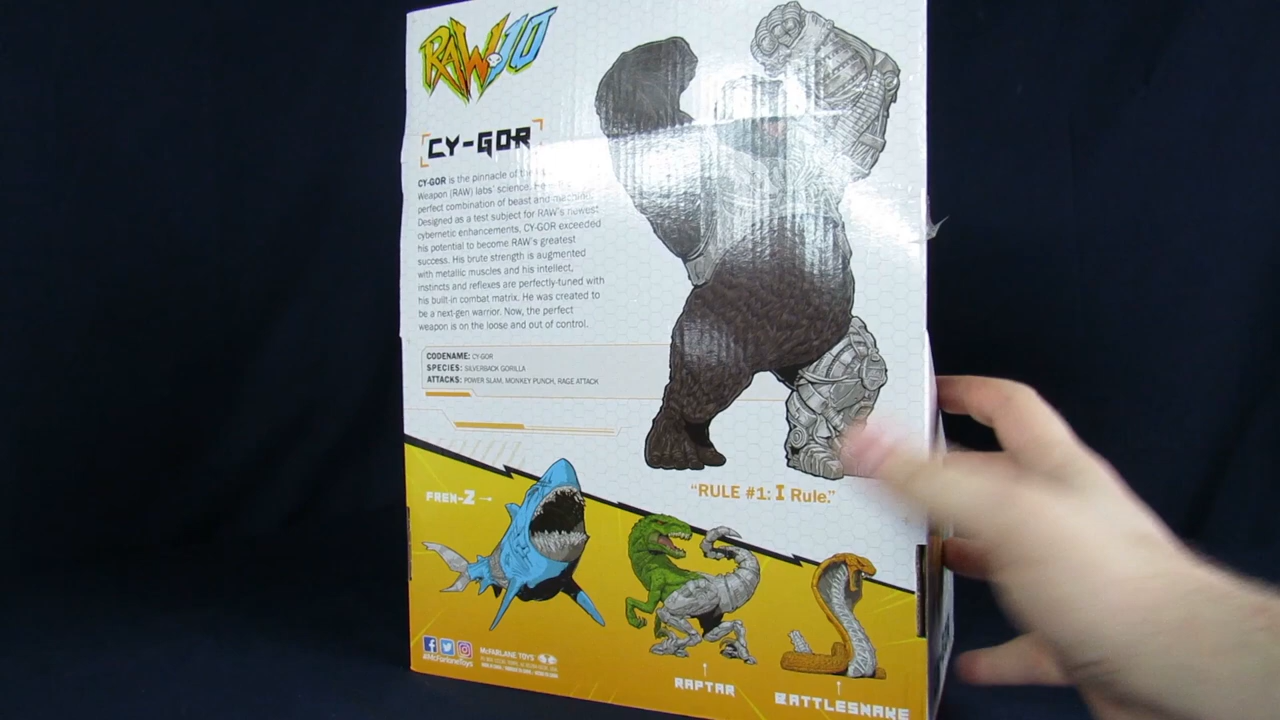 RAW10
CY-GOR
CY-GOR is the pinnacle of
Weapon (RAW) labs' science. He
perfect combination of beast and machine.
Designed as a test subject for RAW's newest
cybernetic enhancements, CY-GOR exceeded
his potential to become RAW's greatest
success. His brute strength is augmented
with metallic muscles and his intellect,
instincts and reflexes are perfectly-tuned with
his built-in combat matrix. He was created to
be a next-gen warrior. Now, the perfect
weapon is on the loose and out of control.
CODENAME: CY-GOR
SPECIES: SILVERBACK GORILLA
ATTACKS: POWER SLAM, MONKEY PUNCH, RAGE ATTACK
"RULE #1: I Rule."
FREN-Z
RAPTAR
BATTLESNAKE
#McFarlaneToys
McFARLANE TOYS